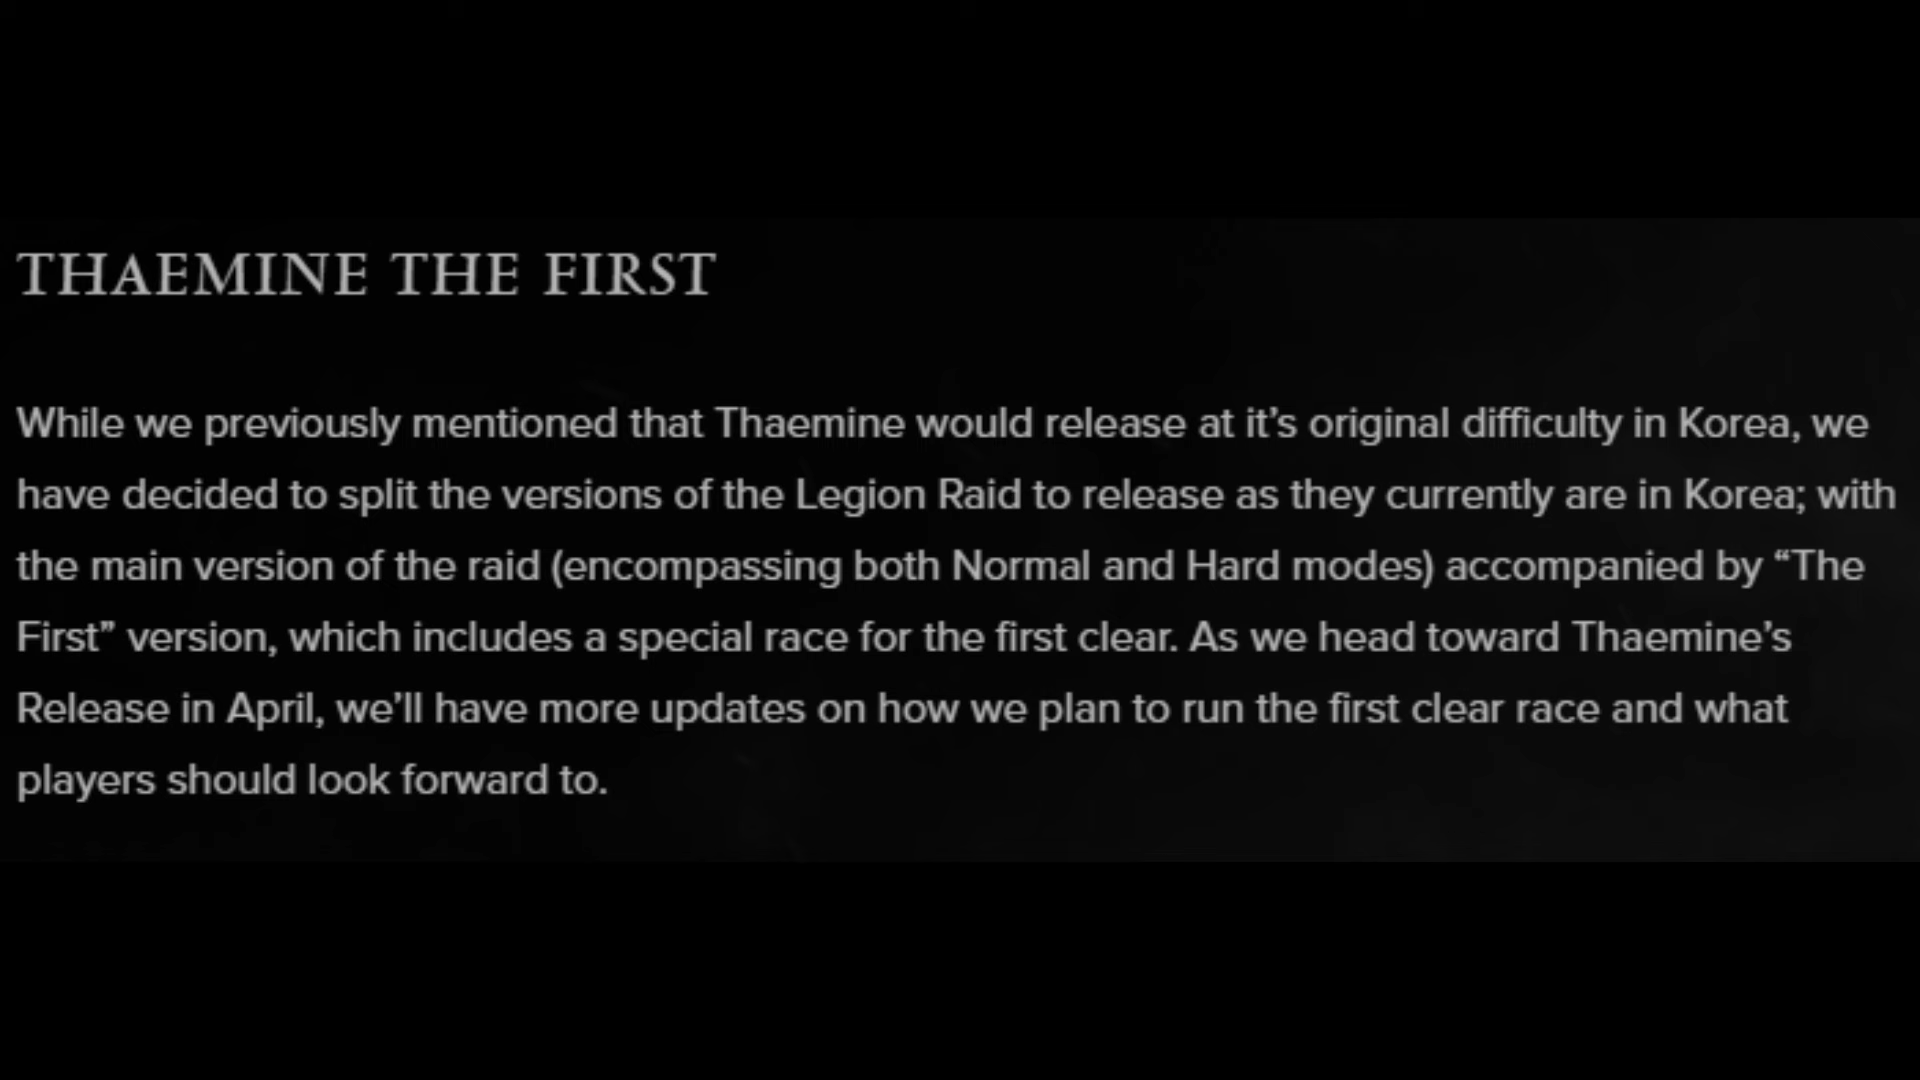 THAEMINE THE FIRST
While we previously mentioned that Thaemine would release at it’s original difficulty in Korea, we
have decided to split the versions of the Legion Raid to release as they currently are in Korea; with
the main version of the raid (encompassing both Normal and Hard modes) accompanied by “The
First” version, which includes a special race for the first clear. As we head toward Thaemine’s
Release in April, we’ll have more updates on how we plan to run the first clear race and what
players should look forward to.